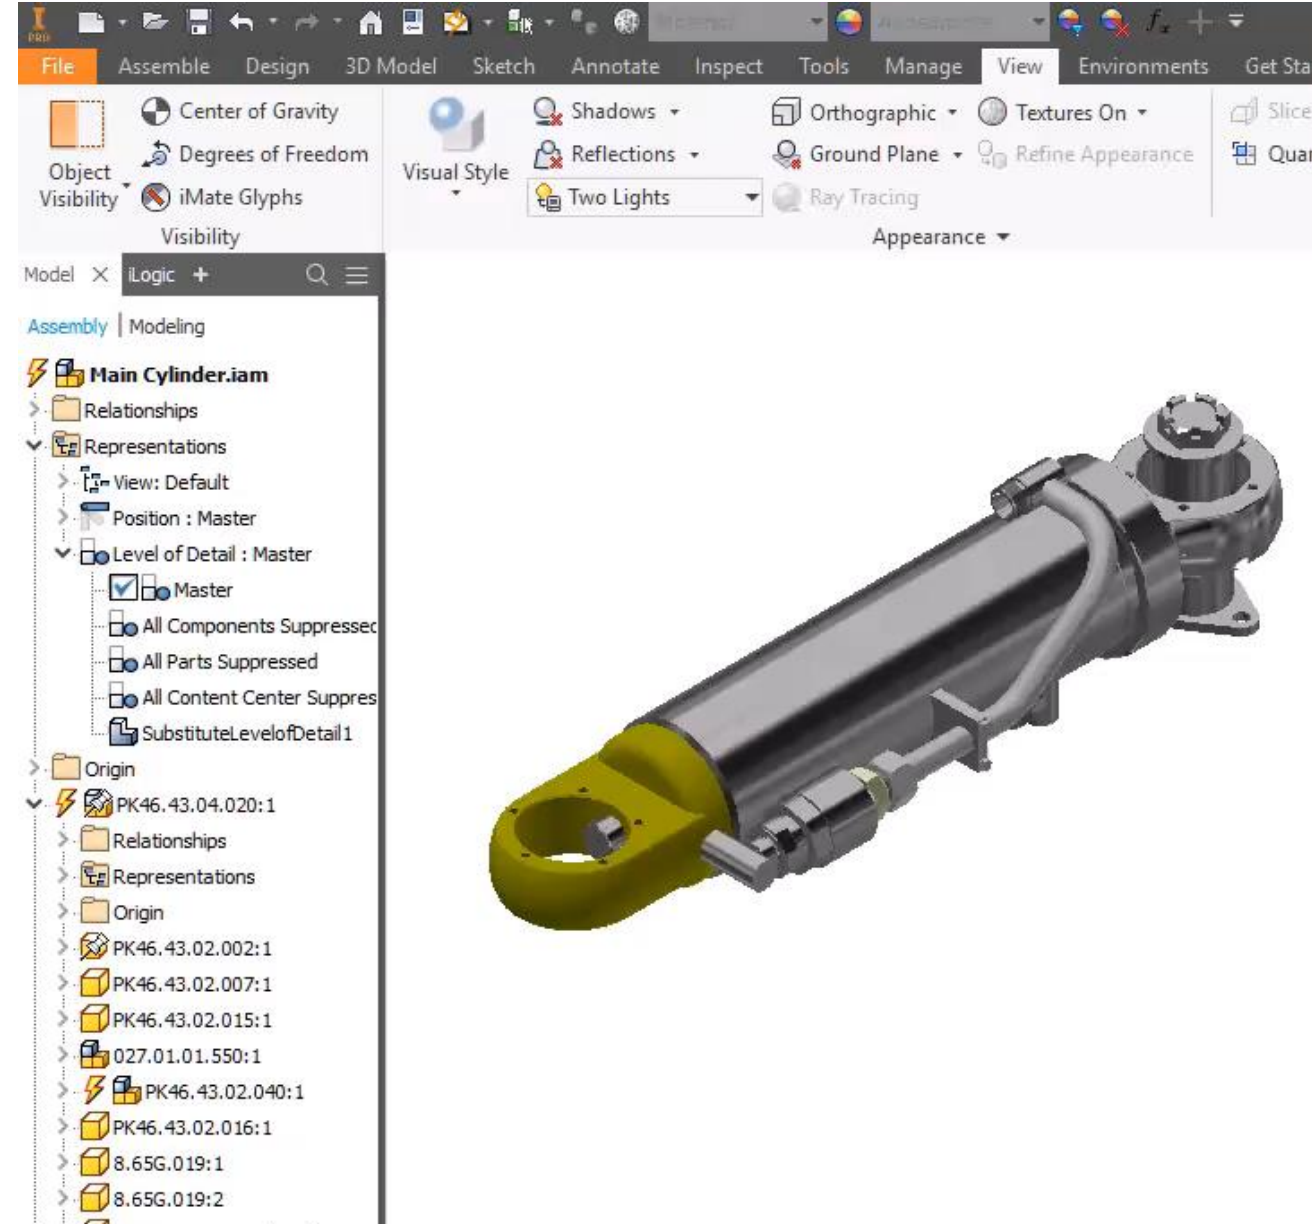 PRO
File Assemble Design 3D Model Sketch Annotate Inspect Tools Manage View Environments Get Sta
Object Visibility
Center of Gravity
Degrees of Freedom
iMate Glyphs
Visibility
Visual Style
Shadows
Reflections
Two Lights
Orthographic
Ground Plane
Ray Tracing
Textures On
Refine Appearance
Appearance
Slice
Quar
Model iLogic +
Assembly | Modeling
Main Cylinder.iam
Relationships
Representations
View: Default
Position : Master
Level of Detail : Master
Master
All Components Suppressed
All Parts Suppressed
All Content Center Suppres
SubstituteLevelofDetail1
Origin
PK46.43.04.020:1
Relationships
Representations
Origin
PK46.43.02.002:1
PK46.43.02.007:1
PK46.43.02.015:1
027.01.01.550:1
PK46.43.02.040:1
PK46.43.02.016:1
8.65G.019:1
8.65G.019:2